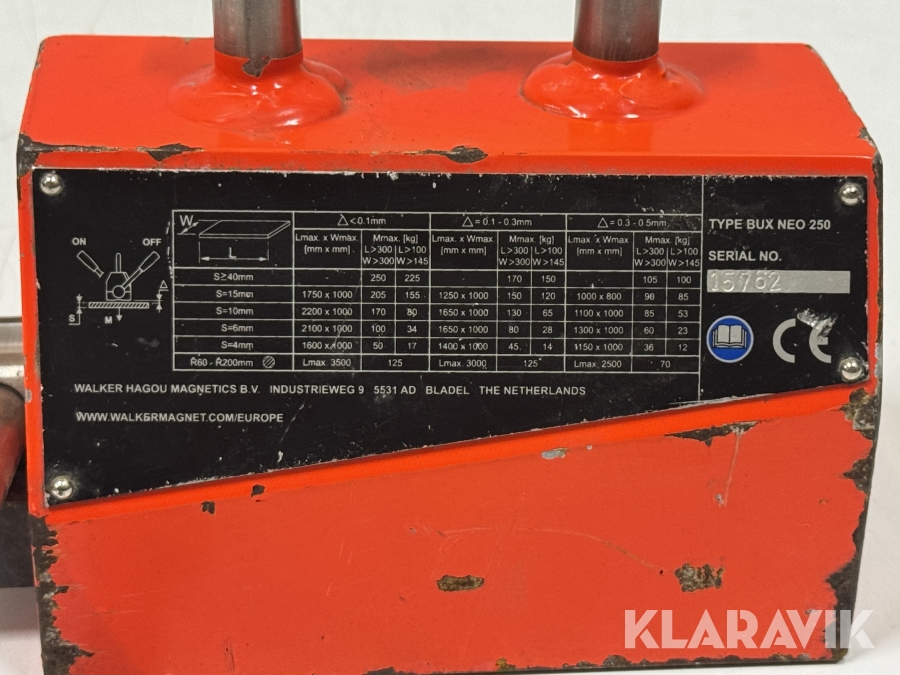 ON OFF
S M △
W L
△<0.1mm △= 0.1 - 0.3mm △= 0.3 - 0.5mm
Lmax. x Wmax. [mm x mm] Mmax. [kg] L>300 W>300 L>100 W>145 Lmax. x Wmax. [mm x mm] Mmax. [kg] L>300 W>300 L>100 W>145 Lmax. x Wmax. [mm x mm] Mmax. [kg] L>300 W>300 L>100 W>145
S≥40mm - 250 225 - 170 150 - 105 100
S=15mm 1750 x 1000 205 155 1250 x 1000 150 120 1000 x 800 96 85
S=10mm 2200 x 1000 170 80 1650 x 1000 130 65 1100 x 1000 85 53
S=6mm 2100 x 1000 100 34 1650 x 1000 80 28 1300 x 1000 60 23
S=4mm 1600 x 1000 50 17 1400 x 1000 45 14 1150 x 1000 36 12
R60 - R200mm Lmax. 3500 125 Lmax. 3000 125 Lmax. 2500 70
WALKER HAGOU MAGNETICS B.V. INDUSTRIEWEG 9 5531 AD BLADEL THE NETHERLANDS
WWW.WALKERMAGNET.COM/EUROPE
TYPE BUX NEO 250
SERIAL NO.
15762
CE
KLARAVIK